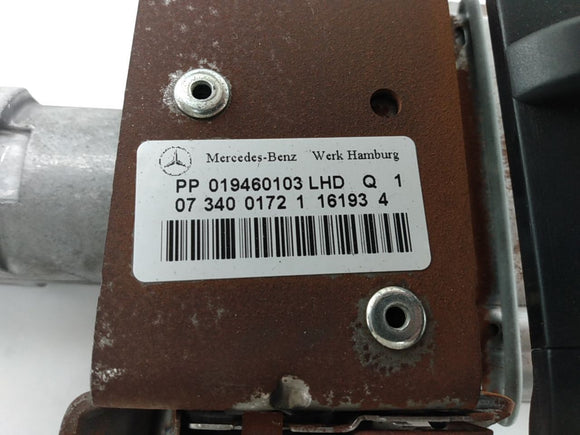 Mercedes-Benz Werk Hamburg
PP 019460103 LHD Q 1
07 340 0172 1 16193 4